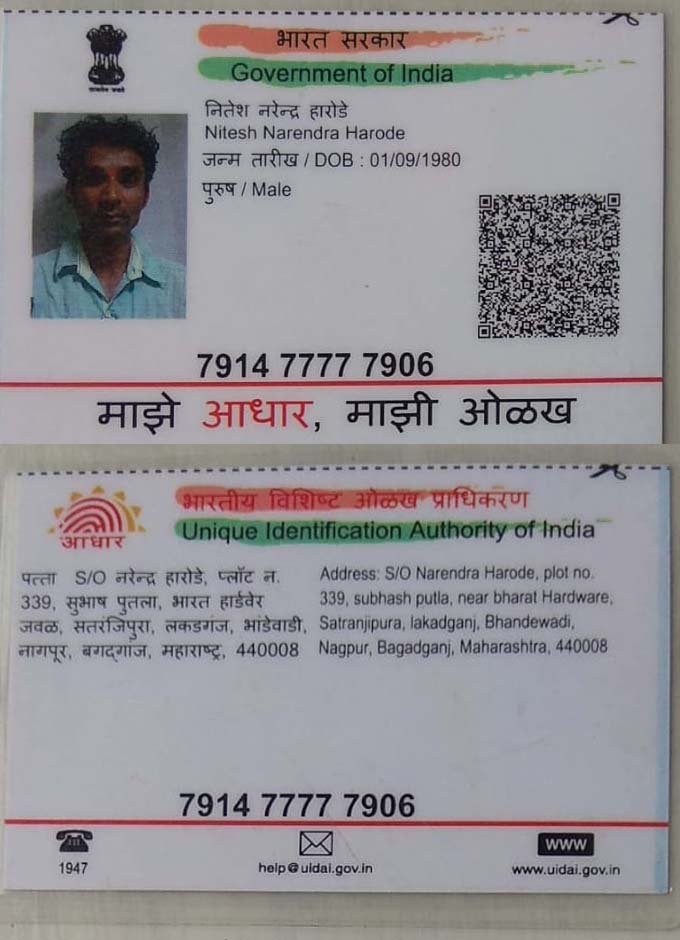 भारत सरकार
Government of India
सत्यमेव जयते
नितेश नरेन्द्र हारोडे
Nitesh Narendra Harode
जन्म तारीख / DOB : 01/09/1980
पुरुष / Male
7914 7777 7906
माझे आधार, माझी ओळख
भारतीय विशिष्ट ओळख प्राधिकरण
Unique Identification Authority of India
आधार
पत्ता S/O नरेन्द्र हारोडे, प्लॉट न.
339, सुभाष पुतला, भारत हार्डवेर
जवळ, सतरंजिपुरा, लकडगंज, भांडेवाडी,
नागपूर, बगद्गांज, महाराष्ट्र, 440008
Address: S/O Narendra Harode, plot no.
339, subhash putla, near bharat Hardware,
Satranjipura, lakadganj, Bhandewadi,
Nagpur, Bagadganj, Maharashtra, 440008
7914 7777 7906
1947
help@uidai.gov.in
WWW
www.uidai.gov.in